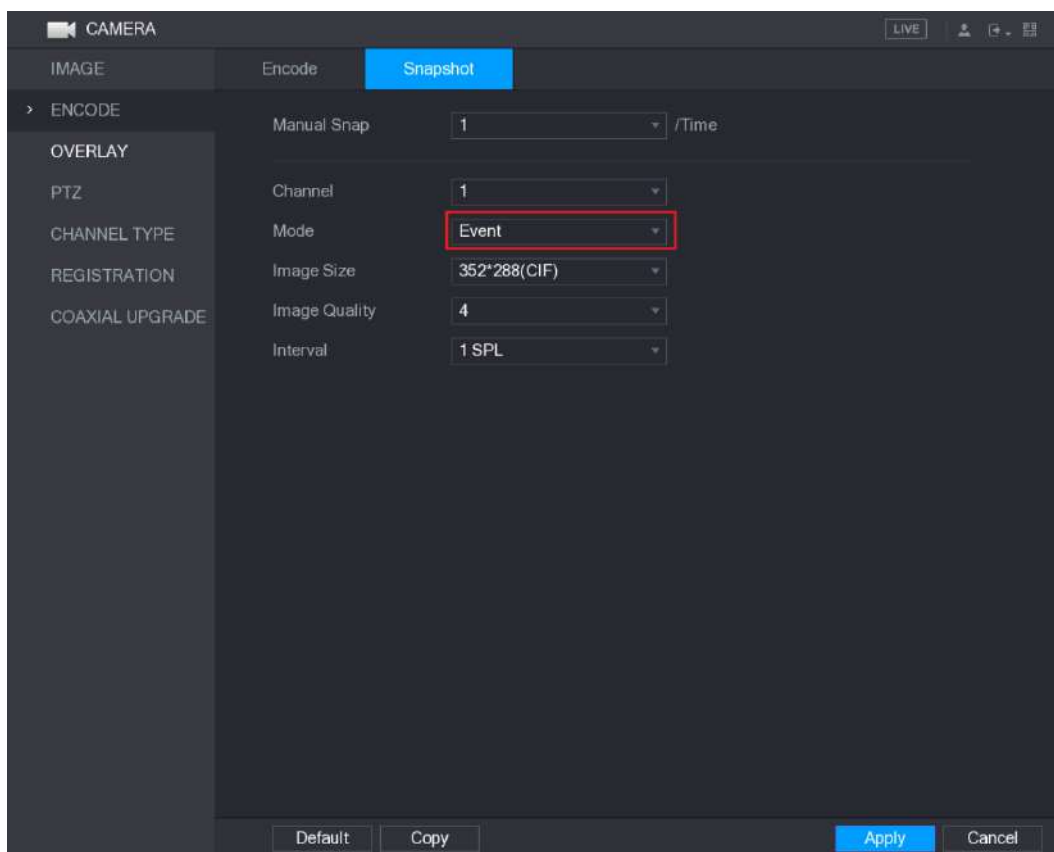 CAMERA LIVE
IMAGE Encode Snapshot
> ENCODE
Manual Snap 1 /Time
OVERLAY
PTZ Channel 1
CHANNEL TYPE Mode Event
REGISTRATION Image Size 352*288(CIF)
COAXIAL UPGRADE Image Quality 4
Interval 1 SPL
Default Copy Apply Cancel